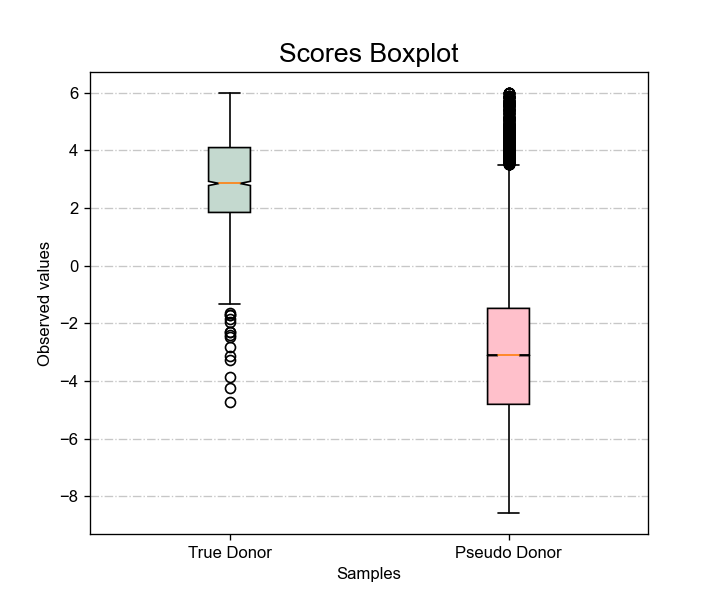 Scores Boxplot
6
4
2
0
−2
−4
−6
−8
Observed values
True Donor
Pseudo Donor
Samples